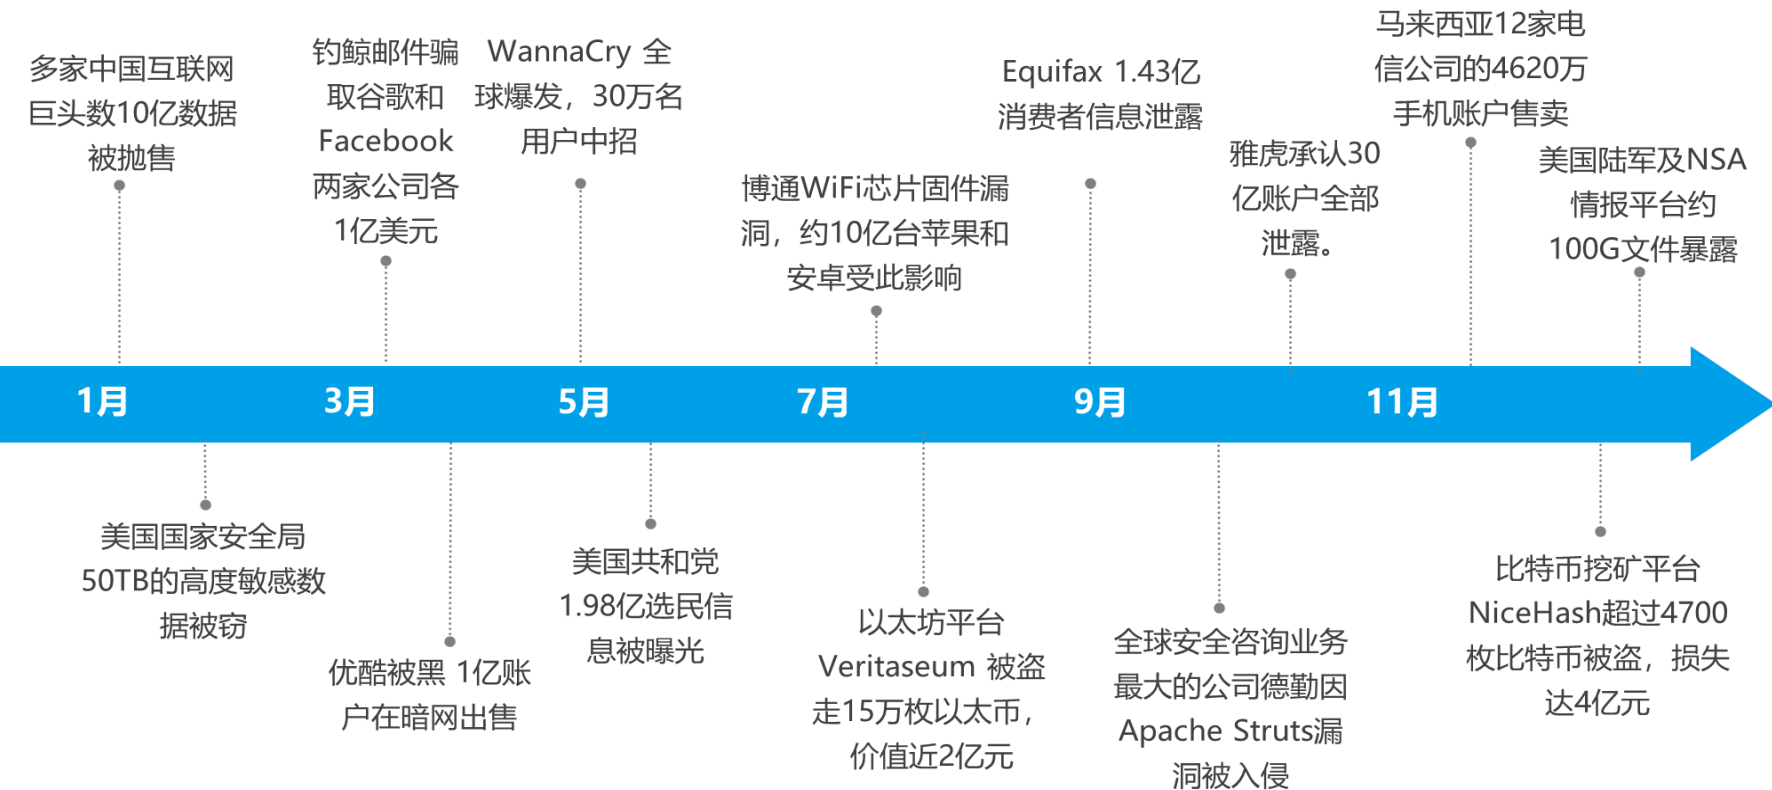 多家中国互联网
巨头数10亿数据
被抛售
钓鲸邮件骗
取谷歌和
Facebook
两家公司各
1亿美元
WannaCry 全
球爆发，30万名
用户中招
博通WiFi芯片固件漏
洞，约10亿台苹果和
安卓受此影响
Equifax 1.43亿
消费者信息泄露
雅虎承认30
亿账户全部
泄露。
马来西亚12家电
信公司的4620万
手机账户售卖
美国陆军及NSA
情报平台约
100G文件暴露
1月
3月
5月
7月
9月
11月
美国国家安全局
50TB的高度敏感数
据被窃
优酷被黑 1亿账
户在暗网出售
美国共和党
1.98亿选民信
息被曝光
以太坊平台
Veritaseum 被盗
走15万枚以太币，
价值近2亿元
全球安全咨询业务
最大的公司德勤因
Apache Struts漏
洞被入侵
比特币挖矿平台
NiceHash超过4700
枚比特币被盗，损失
达4亿元